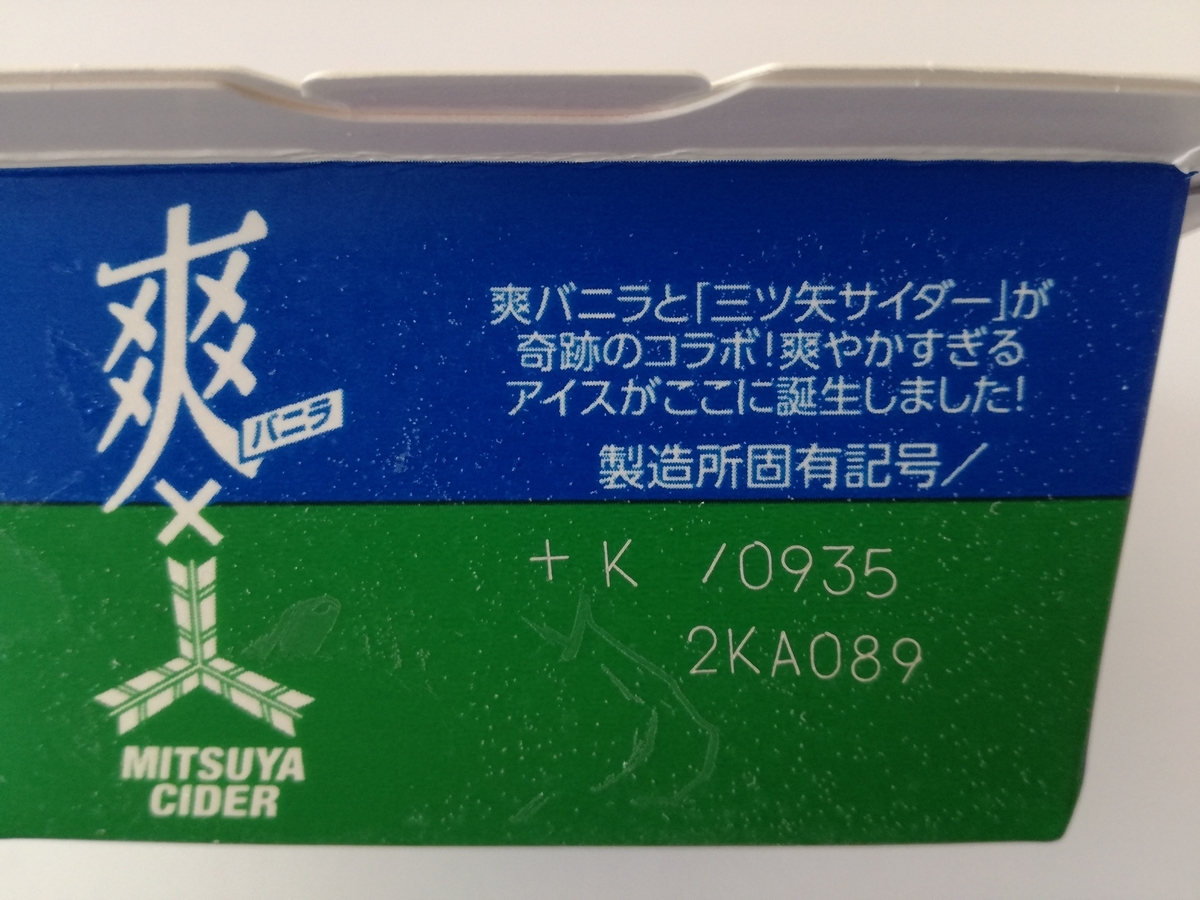 爽
バニラ
×
MITSUYA
CIDER
爽バニラと｢三ツ矢サイダー｣が
奇跡のコラボ!爽やかすぎる
アイスがここに誕生しました!
製造所固有記号／
+ K /0935
2KA089